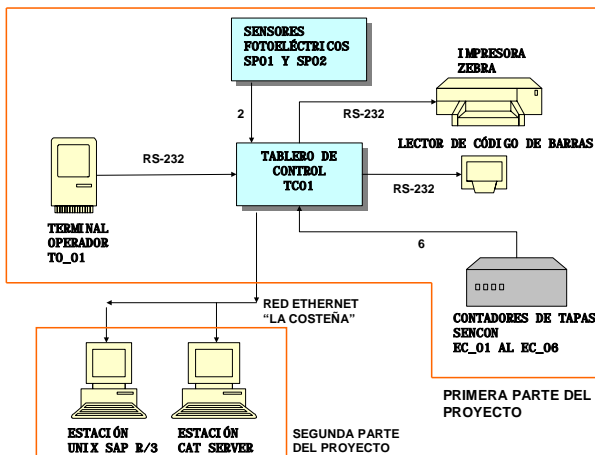 SENSORES
FOTOELÉCTRICOS
SP01 Y SP02
IMPRESORA
ZEBRA
2
RS-232
LECTOR DE CÓDIGO DE BARRAS
RS-232
TABLERO DE
CONTROL
TC01
RS-232
TERMINAL
OPERADOR
TO_01
6
RED ETHERNET
“LA COSTEÑA”
CONTADORES DE TAPAS
SENCON
EC_01 AL EC_06
PRIMERA PARTE DEL
PROYECTO
ESTACIÓN
UNIX SAP R/3
ESTACIÓN
CAT SERVER
SEGUNDA PARTE
DEL PROYECTO